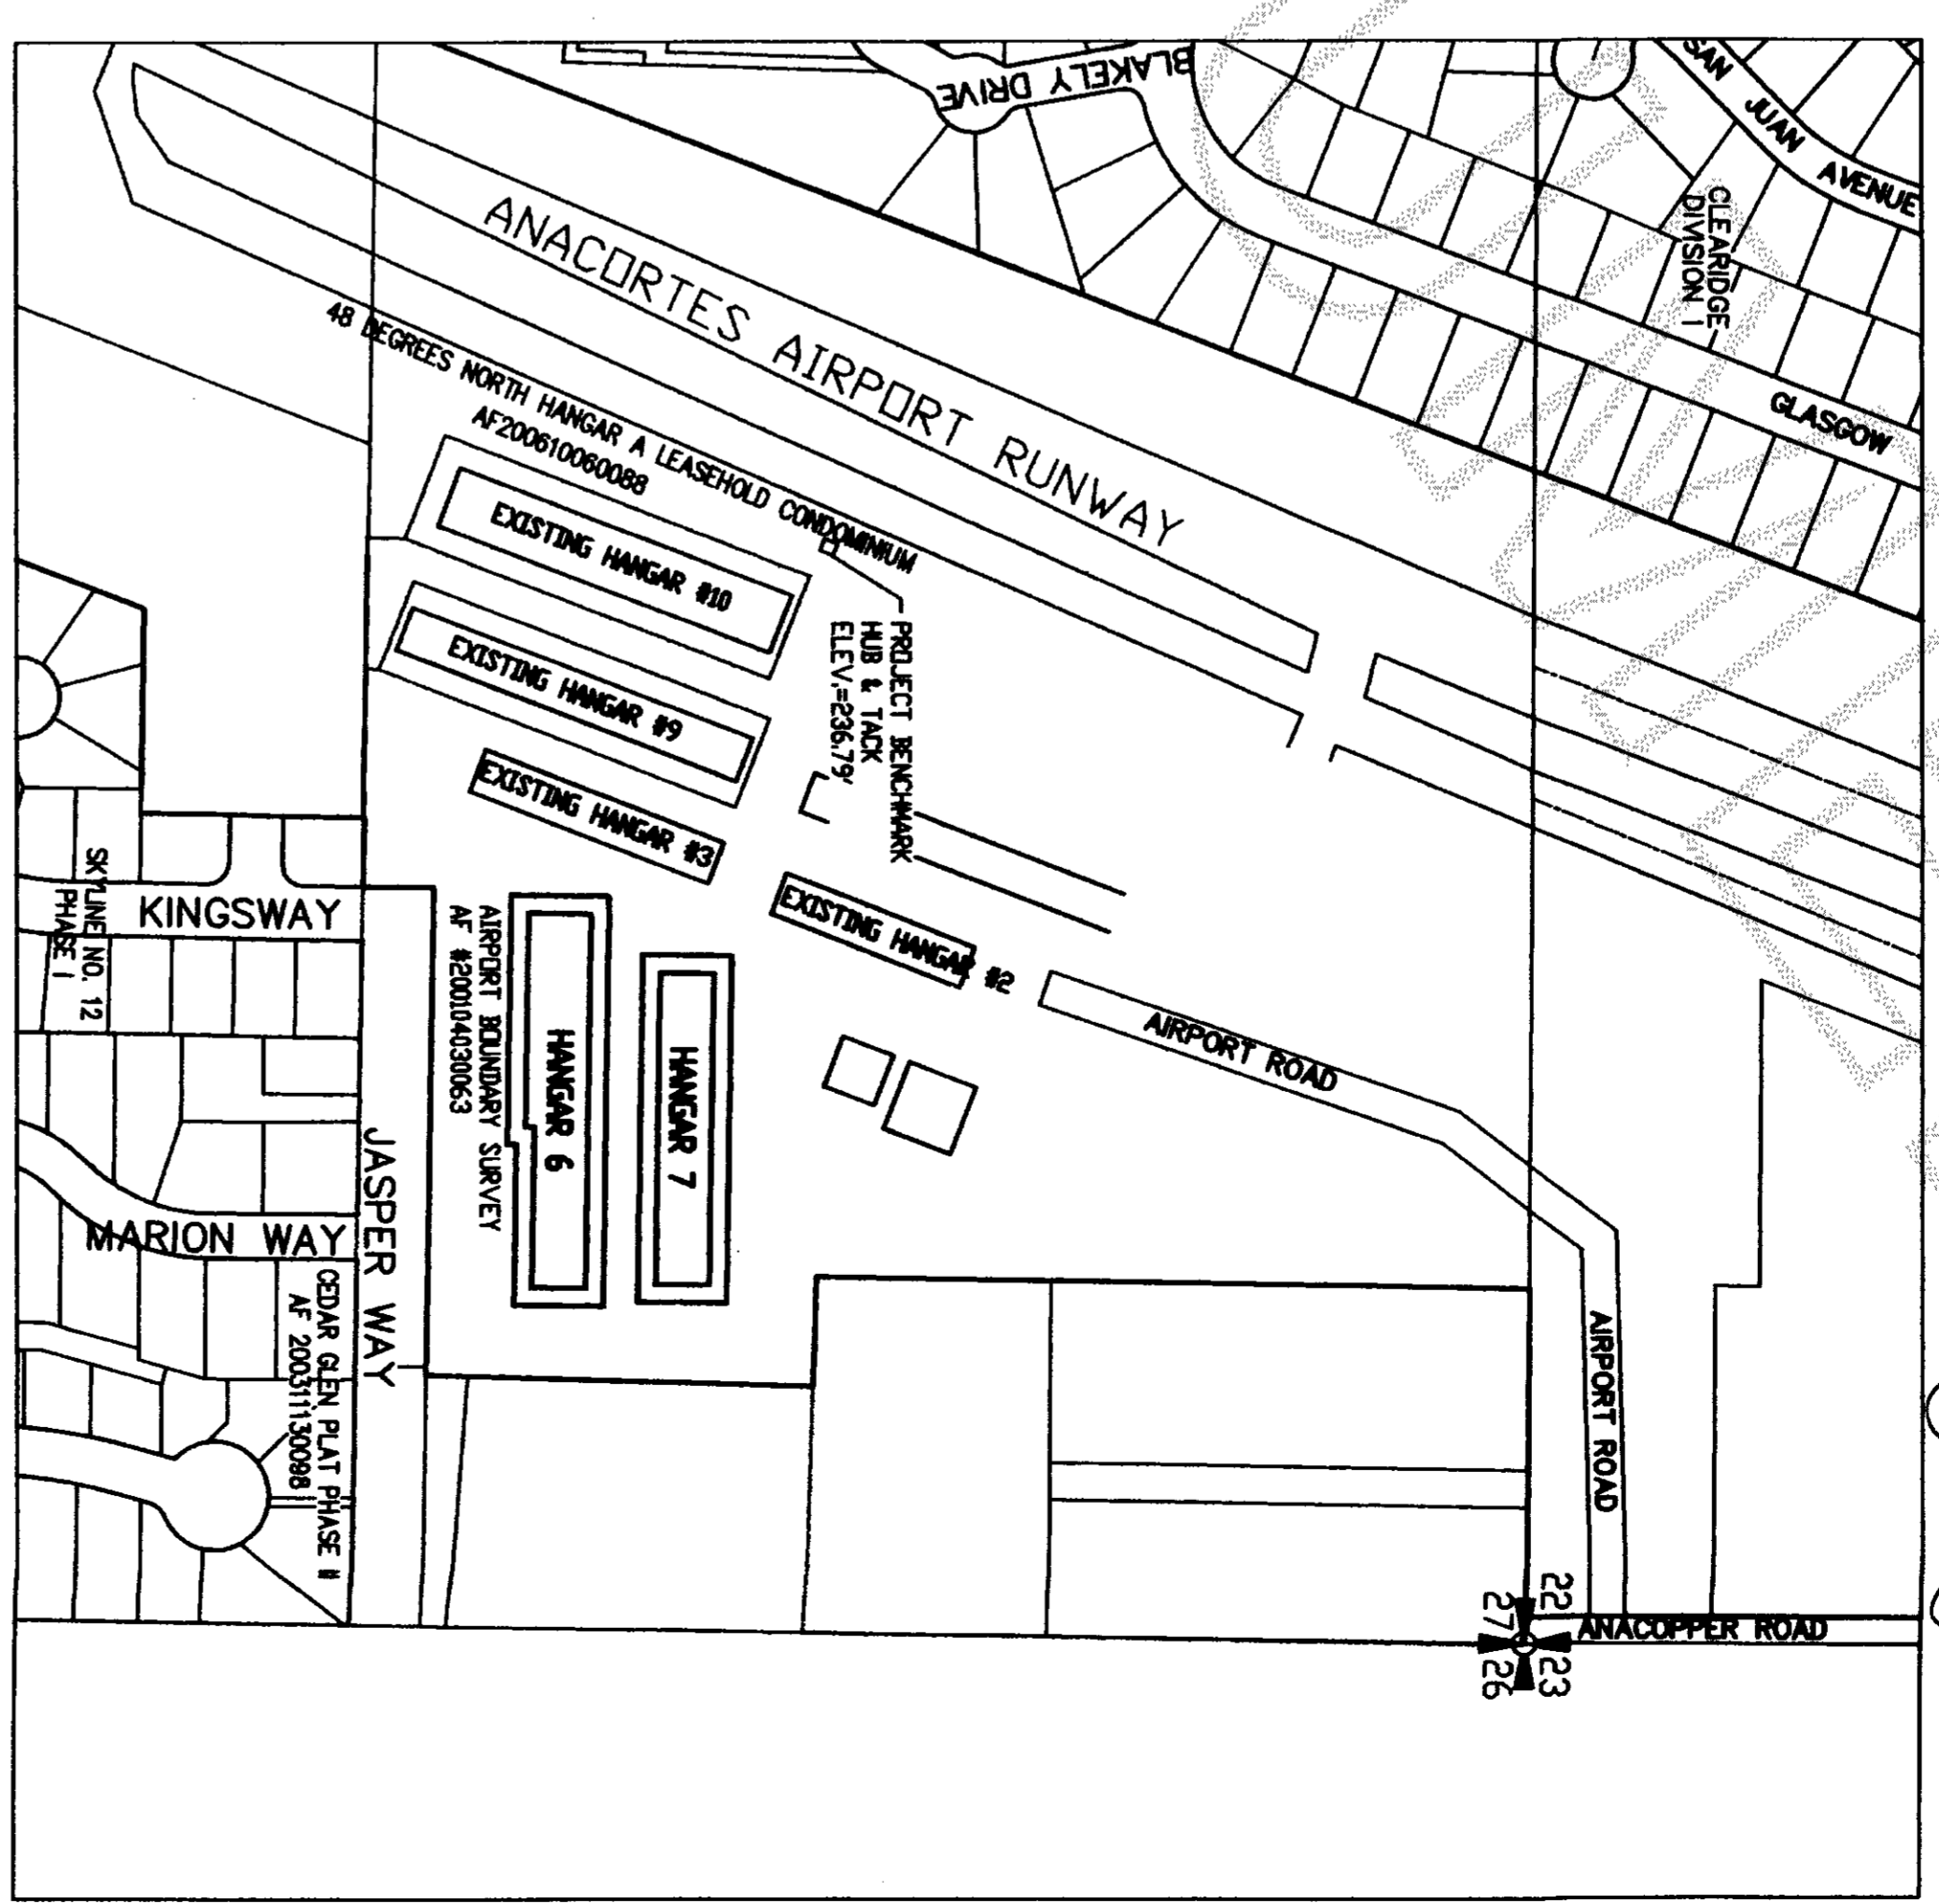 BLAKELY DRIVE
SAN JUAN AVENUE
CLEARIDGE
DIVISION 1
GLASGOW
ANACORTES AIRPORT RUNWAY
48 DEGREES NORTH HANGAR A LEASEHOLD CONDOMINIUM
AF200610060088
EXISTING HANGAR #10
EXISTING HANGAR #9
EXISTING HANGAR #3
PROJECT BENCHMARK
HUB & TACK
ELEV.=236.79'
EXISTING HANGAR #2
AIRPORT ROAD
SKYLINE NO. 12
PHASE I
KINGSWAY
AIRPORT BOUNDARY SURVEY
AF #200104030063
HANGAR 6
HANGAR 7
JASPER WAY
MARION WAY
CEDAR GLEN PLAT PHASE II
AF 200311130098
AIRPORT ROAD
22
27
ANACOPPER ROAD
23
26